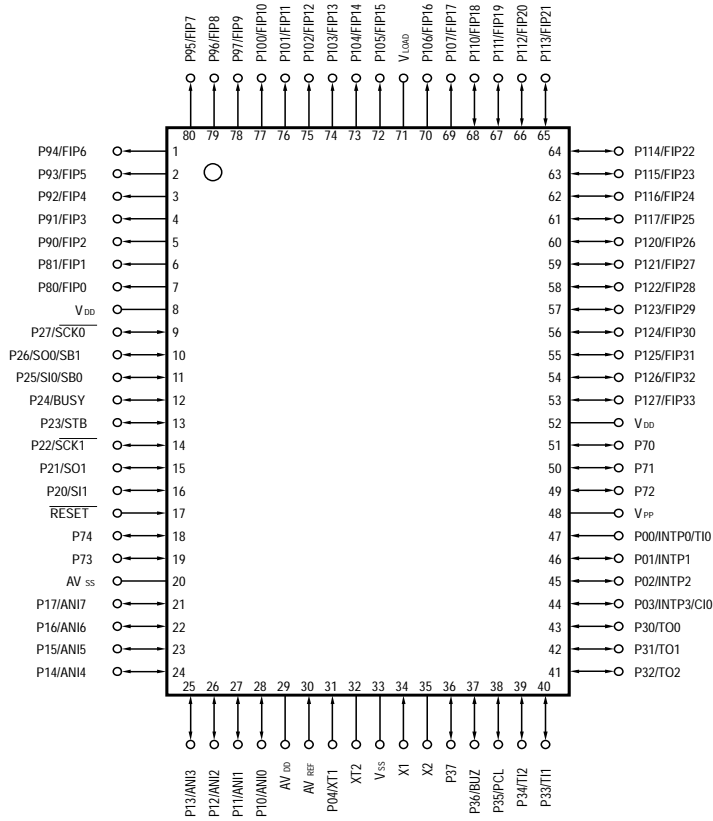 P95/FIP7
P96/FIP8
P97/FIP9
P100/FIP10
P101/FIP11
P102/FIP12
P103/FIP13
P104/FIP14
P105/FIP15
VLOAD
P106/FIP16
P107/FIP17
P110/FIP18
P111/FIP19
P112/FIP20
P113/FIP21
80 79 78 77 76 75 74 73 72 71 70 69 68 67 66 65
P94/FIP6 1 64 P114/FIP22
P93/FIP5 2 63 P115/FIP23
P92/FIP4 3 62 P116/FIP24
P91/FIP3 4 61 P117/FIP25
P90/FIP2 5 60 P120/FIP26
P81/FIP1 6 59 P121/FIP27
P80/FIP0 7 58 P122/FIP28
VDD 8 57 P123/FIP29
P27/SCK0 9 56 P124/FIP30
P26/SO0/SB1 10 55 P125/FIP31
P25/SI0/SB0 11 54 P126/FIP32
P24/BUSY 12 53 P127/FIP33
P23/STB 13 52 VDD
P22/SCK1 14 51 P70
P21/SO1 15 50 P71
P20/SI1 16 49 P72
RESET 17 48 VPP
P74 18 47 P00/INTP0/TI0
P73 19 46 P01/INTP1
AVSS 20 45 P02/INTP2
P17/ANI7 21 44 P03/INTP3/CI0
P16/ANI6 22 43 P30/TO0
P15/ANI5 23 42 P31/TO1
P14/ANI4 24 41 P32/TO2
25 26 27 28 29 30 31 32 33 34 35 36 37 38 39 40
P13/ANI3
P12/ANI2
P11/ANI1
P10/ANI0
AVDD
AVREF
P04/XT1
XT2
VSS
X1
X2
P37
P36/BUZ
P35/PCL
P34/TI2
P33/TI1